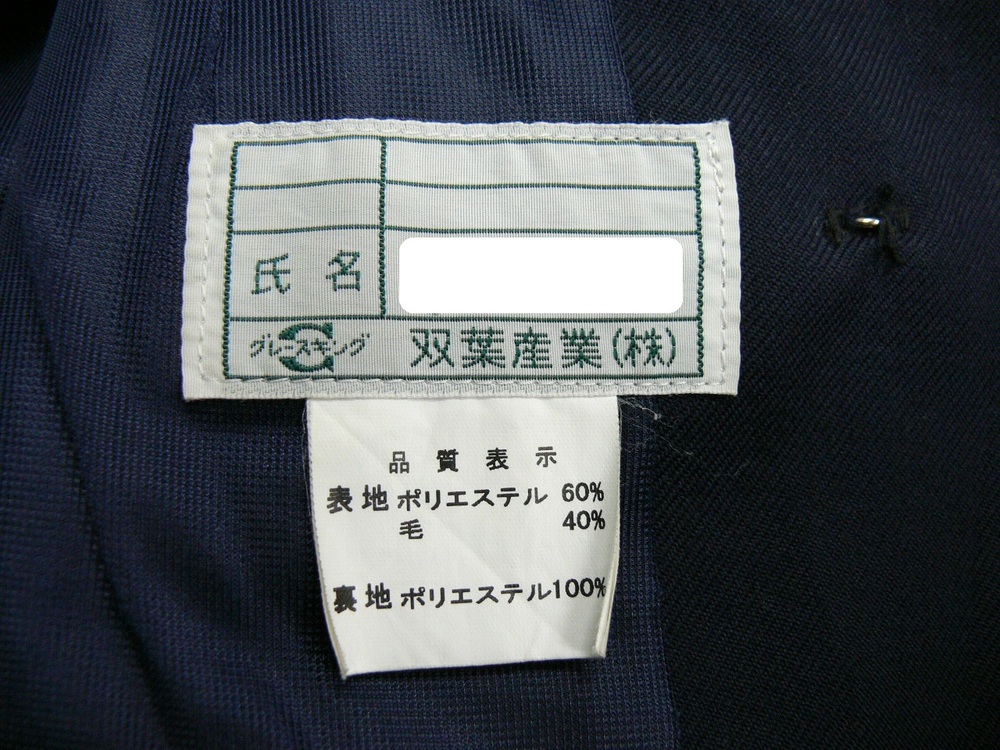 氏名
グレースキング 双葉産業(株)
品質表示
表地 ポリエステル 60%
毛 40%
裏地 ポリエステル100%